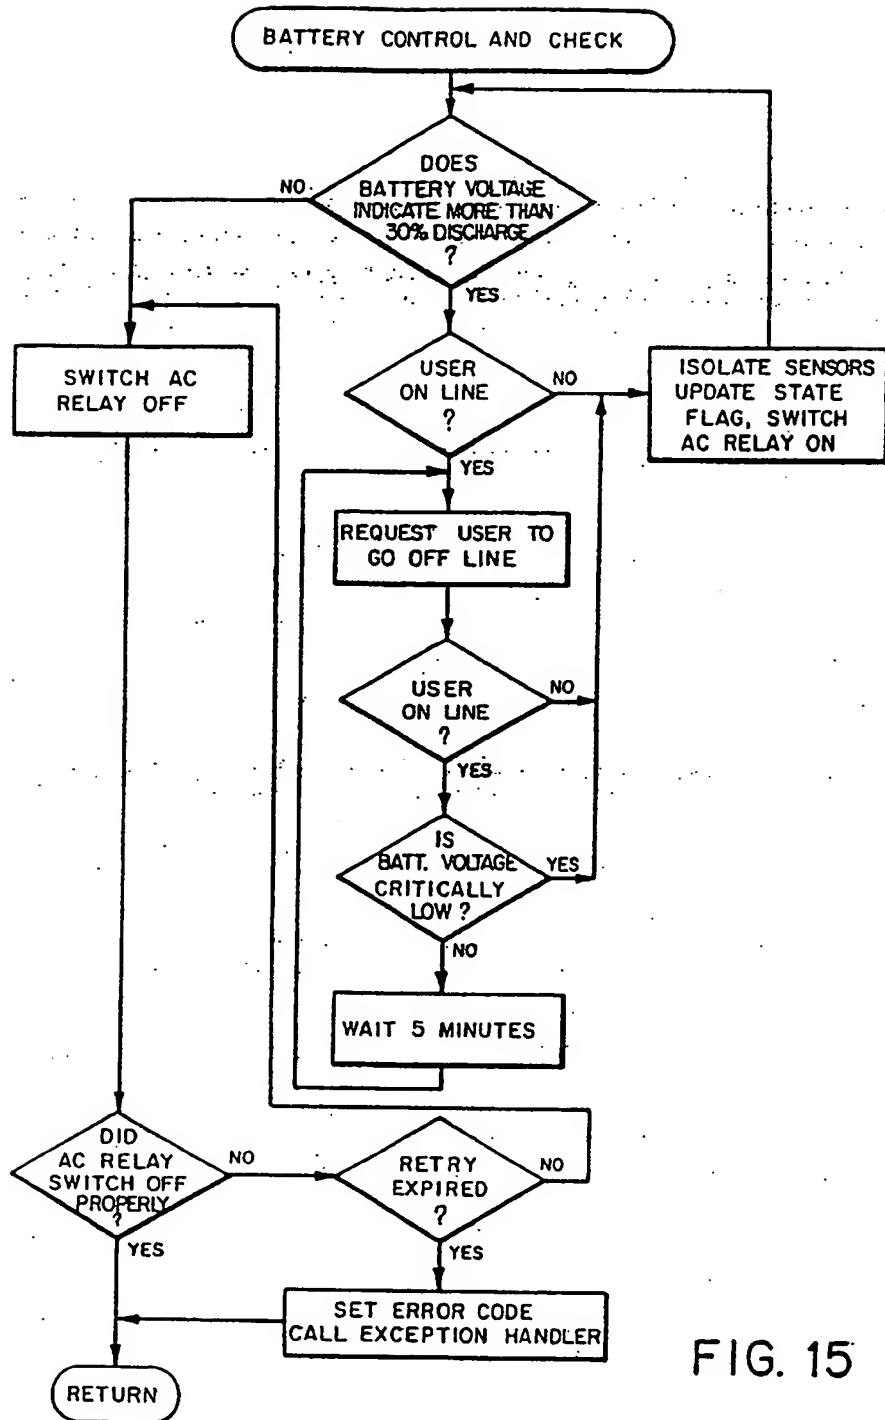 BATTERY CONTROL AND CHECK
DOES
BATTERY VOLTAGE
INDICATE MORE THAN
30% DISCHARGE
?
NO
YES
SWITCH AC
RELAY OFF
USER
ON LINE
?
NO
YES
ISOLATE SENSORS
UPDATE STATE
FLAG, SWITCH
AC RELAY ON
REQUEST USER TO
GO OFF LINE
USER
ON LINE
?
NO
YES
IS
BATT. VOLTAGE
CRITICALLY
LOW ?
YES
NO
WAIT 5 MINUTES
DID
AC RELAY
SWITCH OFF
PROPERLY
?
NO
YES
RETRY
EXPIRED
?
NO
YES
SET ERROR CODE
CALL EXCEPTION HANDLER
RETURN
FIG. 15